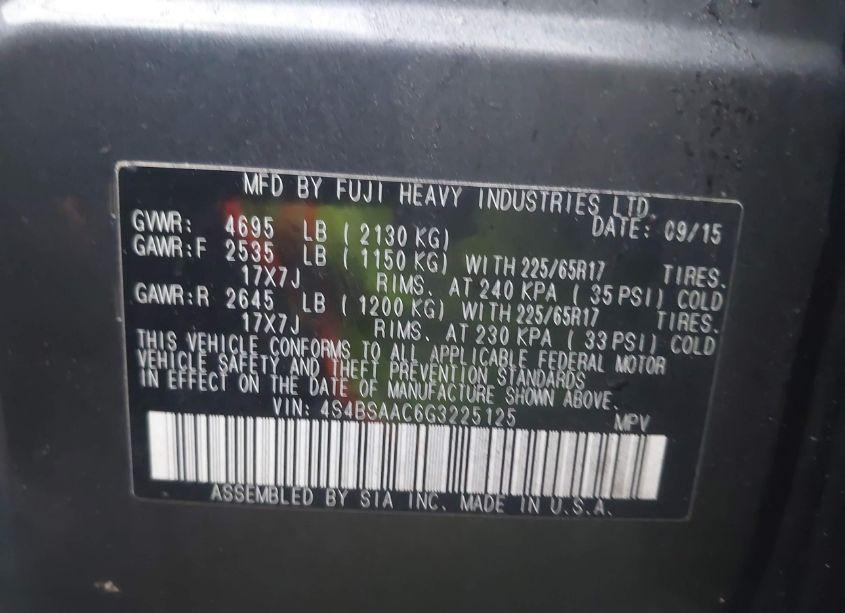 MFD BY FUJI HEAVY INDUSTRIES LTD.
DATE: 09/15
GVWR: 4695 LB ( 2130 KG)
GAWR:F 2535 LB ( 1150 KG) WITH 225/65R17 TIRES.
17X7J RIMS. AT 240 KPA ( 35 PSI) COLD
GAWR:R 2645 LB ( 1200 KG) WITH 225/65R17 TIRES.
17X7J RIMS. AT 230 KPA ( 33 PSI) COLD
THIS VEHICLE CONFORMS TO ALL APPLICABLE FEDERAL MOTOR
VEHICLE SAFETY AND THEFT PREVENTION STANDARDS
IN EFFECT ON THE DATE OF MANUFACTURE SHOWN ABOVE.
VIN: 4S4BSAAC6G3225125 MPV
ASSEMBLED BY SIA INC. MADE IN U.S.A.